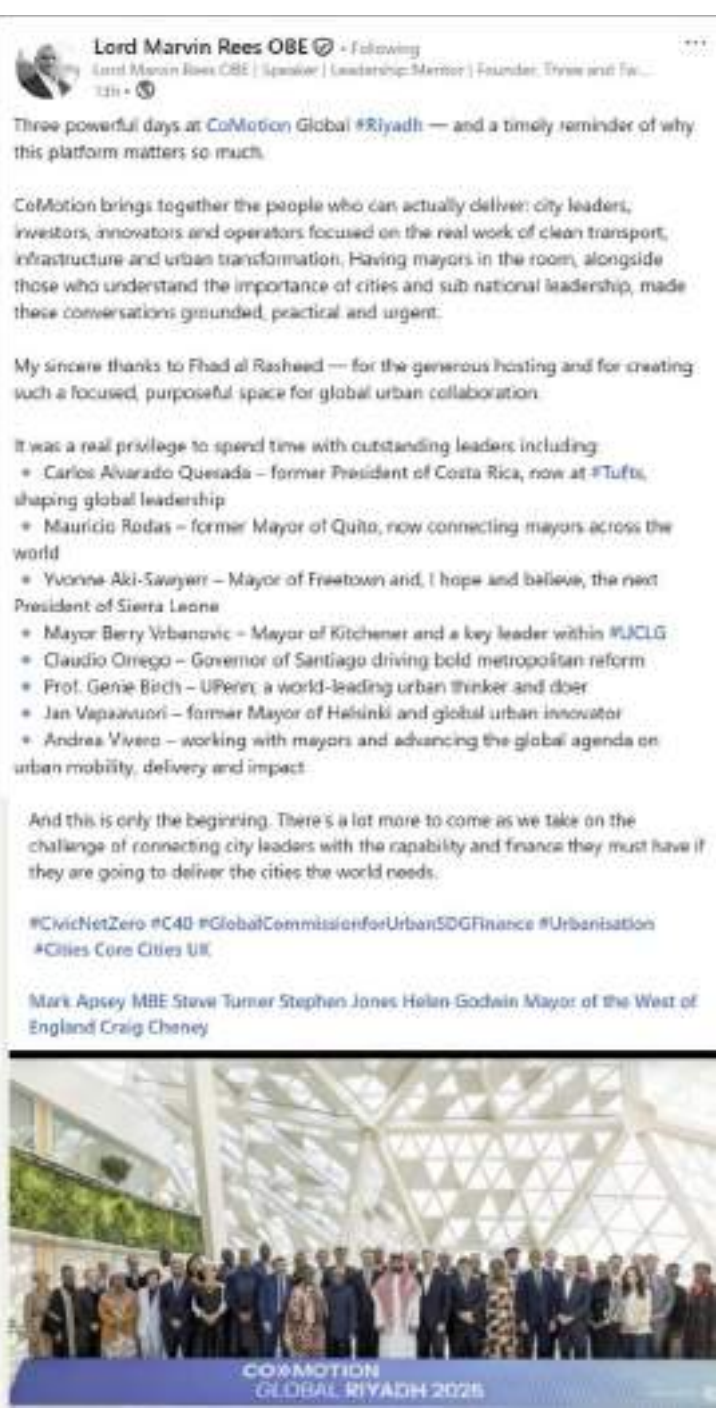 Lord Marvin Rees OBE • Following
Lord Marvin Rees OBE | Speaker | Leadership Mentor | Founder, Three and Tw...
13h •
Three powerful days at CoMotion Global #Riyadh — and a timely reminder of why
this platform matters so much.
CoMotion brings together the people who can actually deliver: city leaders,
investors, innovators and operators focused on the real work of clean transport,
infrastructure and urban transformation. Having mayors in the room, alongside
those who understand the importance of cities and sub national leadership, made
these conversations grounded, practical and urgent.
My sincere thanks to Fhad al Rasheed — for the generous hosting and for creating
such a focused, purposeful space for global urban collaboration.
It was a real privilege to spend time with outstanding leaders including:
• Carlos Alvarado Quesada – former President of Costa Rica, now at #Tufts,
shaping global leadership
• Mauricio Rodas – former Mayor of Quito, now connecting mayors across the
world
• Yvonne Aki-Sawyerr – Mayor of Freetown and, I hope and believe, the next
President of Sierra Leone
• Mayor Berry Vrbanovic – Mayor of Kitchener and a key leader within #UCLG
• Claudio Orrego – Governor of Santiago driving bold metropolitan reform
• Prof. Genie Birch – UPenn; a world-leading urban thinker and doer
• Jan Vapaavuori – former Mayor of Helsinki and global urban innovator
• Andrea Vivero – working with mayors and advancing the global agenda on
urban mobility, delivery and impact
And this is only the beginning. There's a lot more to come as we take on the
challenge of connecting city leaders with the capability and finance they must have if
they are going to deliver the cities the world needs.
#CivicNetZero #C40 #GlobalCommissionforUrbanSDGFinance #Urbanisation
#Cities Core Cities UK
Mark Apsey MBE Steve Turner Stephen Jones Helen Godwin Mayor of the West of
England Craig Cheney
CO»MOTION
GLOBAL RIYADH 2025